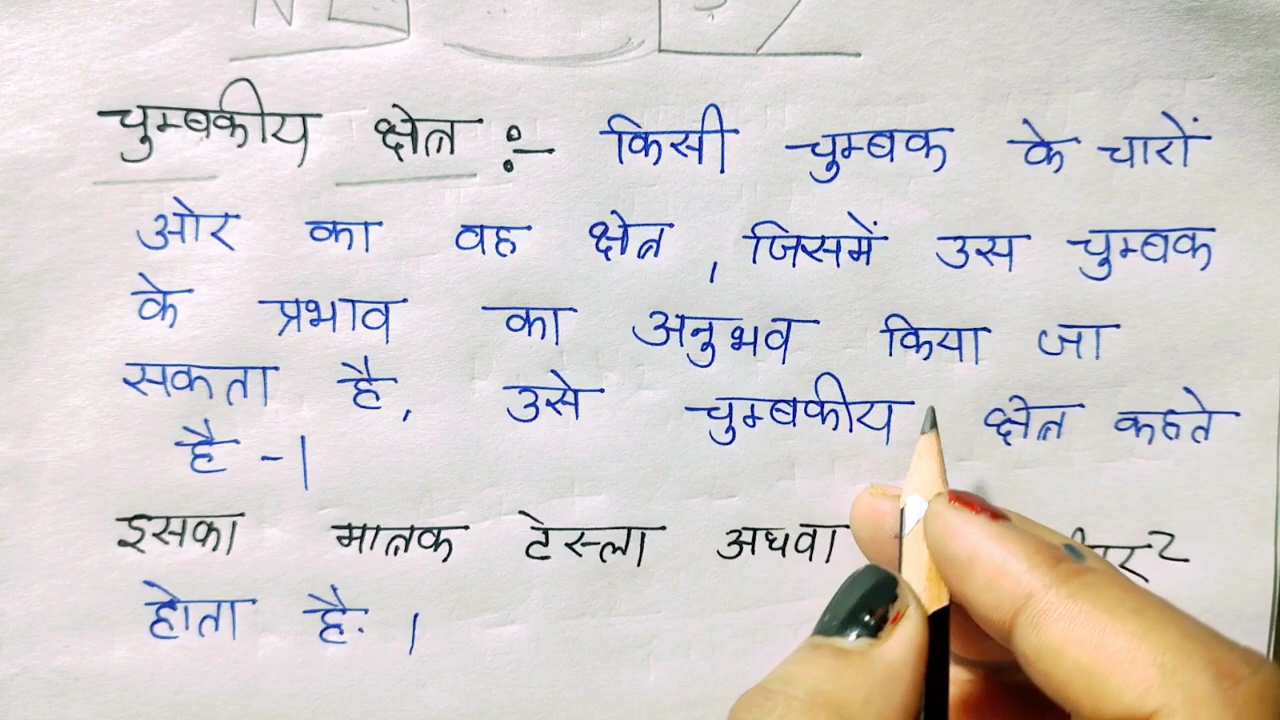 N
चुम्बकीय क्षेत्र :- किसी चुम्बक के चारों
ओर का वह क्षेत्र , जिसमें उस चुम्बक
के प्रभाव का अनुभव किया जा
सकता है, उसे चुम्बकीय क्षेत्र कहते
है -।
इसका मात्रक टेस्ला अथवा
होता है. ।